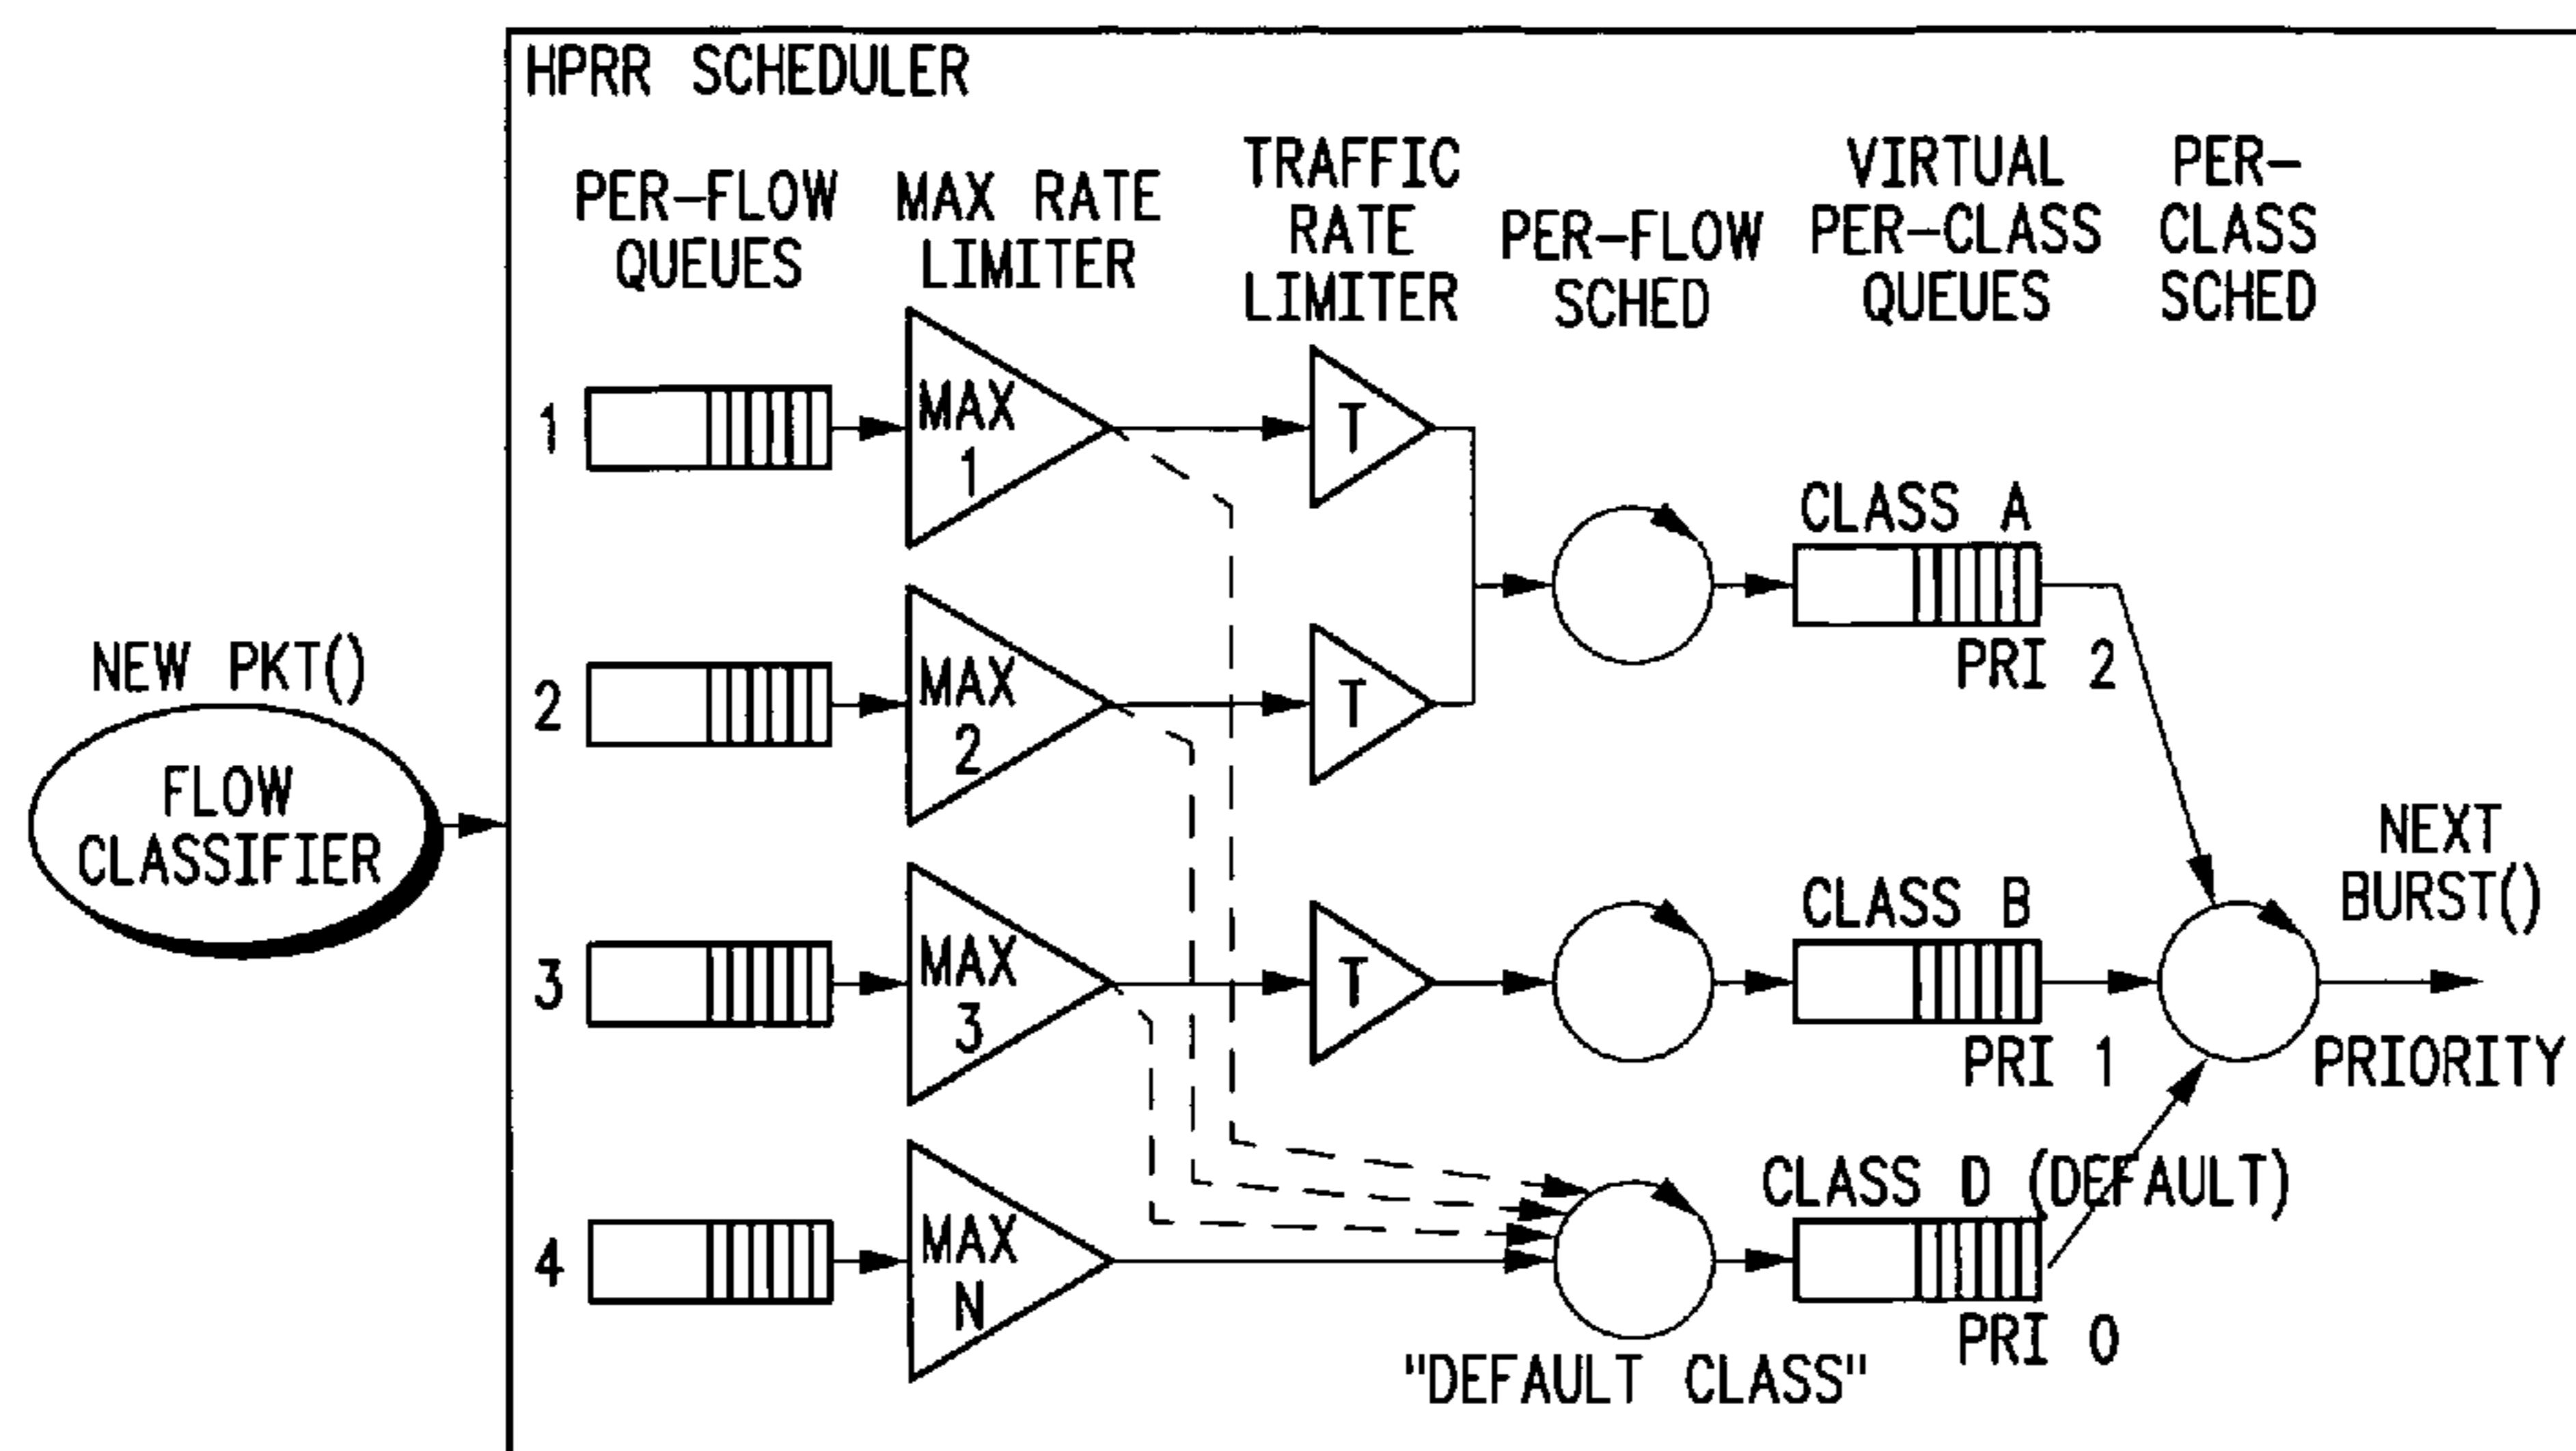 HPRR SCHEDULER
PER-FLOW
QUEUES
MAX RATE
LIMITER
TRAFFIC
RATE
LIMITER
PER-FLOW
SCHED
VIRTUAL
PER-CLASS
QUEUES
PER-
CLASS
SCHED
NEW PKT()
FLOW
CLASSIFIER
1
MAX
1
T
CLASS A
PRI 2
2
MAX
2
T
3
MAX
3
T
CLASS B
PRI 1
NEXT
BURST()
PRIORITY
4
MAX
N
"DEFAULT CLASS"
CLASS D (DEFAULT)
PRI 0